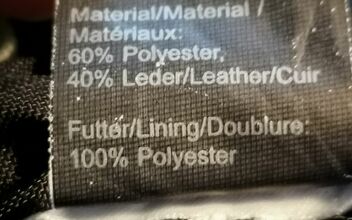 Material/Material /
Matériaux:
60% Polyester,
40% Leder/Leather/Cuir
Futter/Lining/Doublure:
100% Polyester